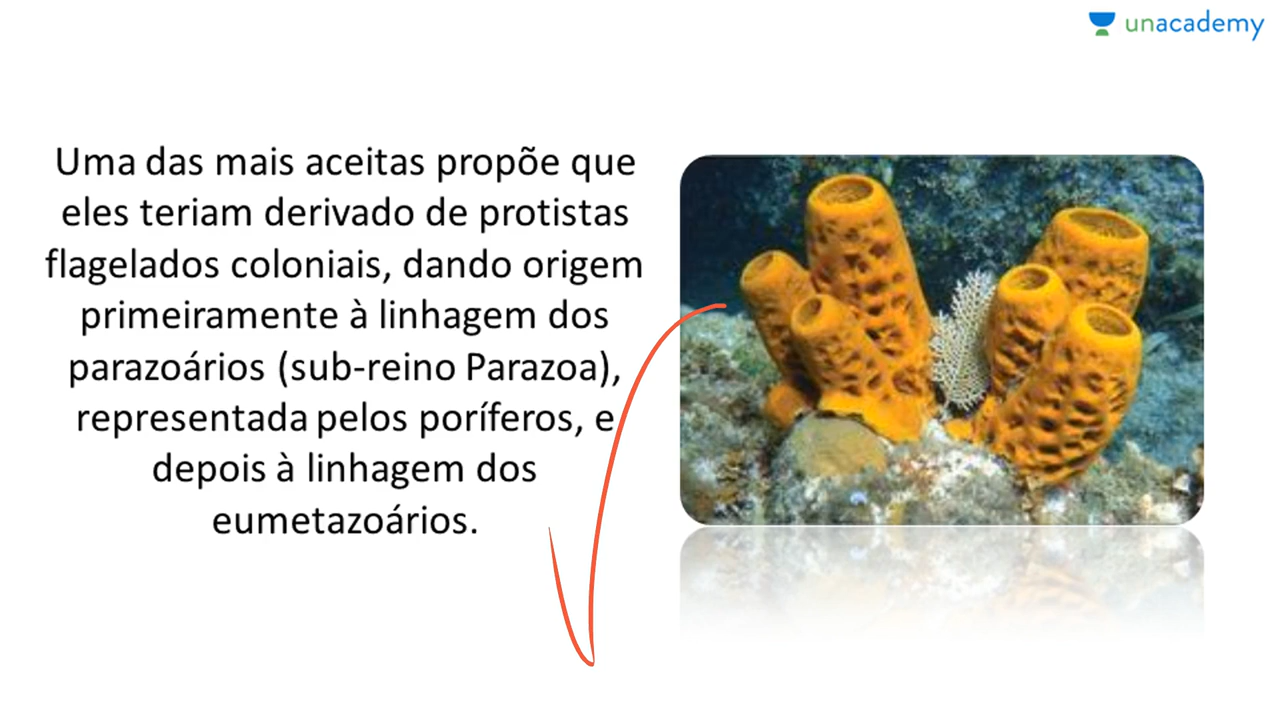 unacademy
Uma das mais aceitas propõe que
eles teriam derivado de protistas
flagelados coloniais, dando origem
primeiramente à linhagem dos
parazoários (sub-reino Parazoa),
representada pelos poríferos, e
depois à linhagem dos
eumetazoários.